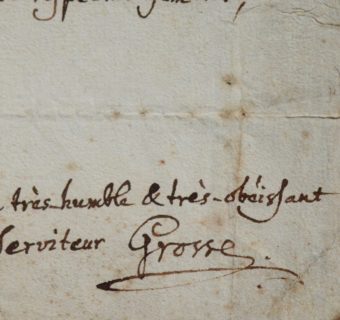 très-humble & très-obéissant
serviteur Grosse.